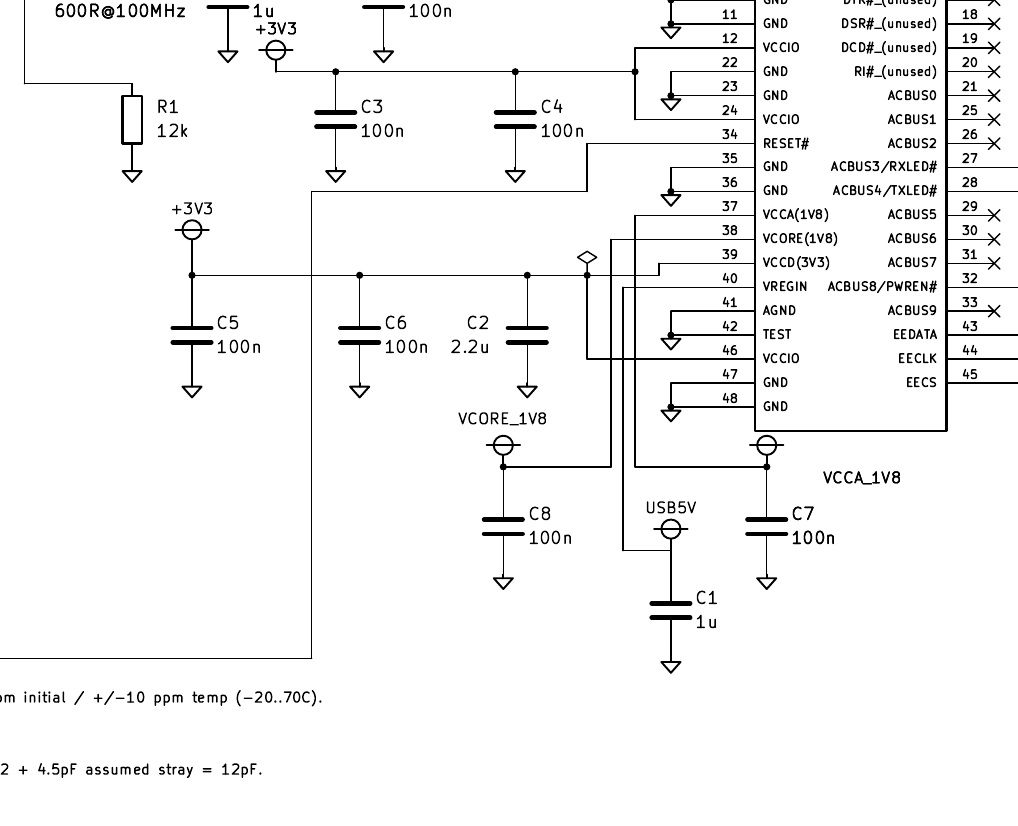 600R@100MHz
1u
100n
+3V3
GND
DTR#_(unused)
11
GND
DSR#_(unused)
18
12
VCCIO
DCD#_(unused)
19
22
GND
RI#_(unused)
20
23
GND
ACBUS0
21
24
VCCIO
ACBUS1
25
34
RESET#
ACBUS2
26
35
GND
ACBUS3/RXLED#
27
36
GND
ACBUS4/TXLED#
28
37
VCCA(1V8)
ACBUS5
29
38
VCORE(1V8)
ACBUS6
30
39
VCCD(3V3)
ACBUS7
31
40
VREGIN
ACBUS8/PWREN#
32
41
AGND
ACBUS9
33
42
TEST
EEDATA
43
46
VCCIO
EECLK
44
47
GND
EECS
45
48
GND
R1
12k
C3
100n
C4
100n
+3V3
C5
100n
C6
100n
C2
2.2u
VCORE_1V8
VCCA_1V8
C8
100n
USB5V
C7
100n
C1
1u
om initial / +/-10 ppm temp (-20..70C).
2 + 4.5pF assumed stray = 12pF.